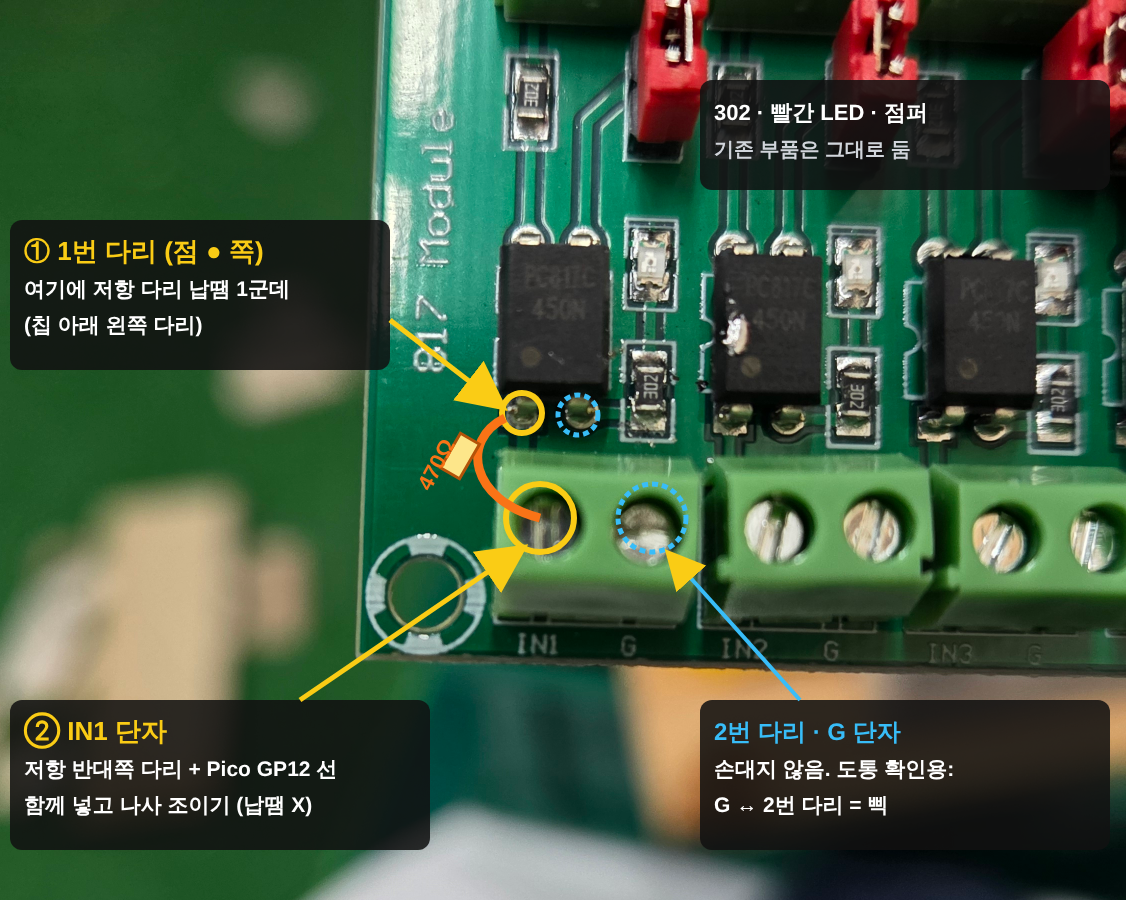 302
302 · 빨간 LED · 점퍼
기존 부품은 그대로 둠
817 Module
① 1번 다리 (점 ● 쪽)
여기에 저항 다리 납땜 1군데
(칩 아래 왼쪽 다리)
PC817C
450N
PC817C
450N
302
302
302
470Ω
IN1 G IN2 G IN3 G
② IN1 단자
저항 반대쪽 다리 + Pico GP12 선
함께 넣고 나사 조이기 (납땜 X)
2번 다리 · G 단자
손대지 않음. 도통 확인용:
G ↔ 2번 다리 = 삑